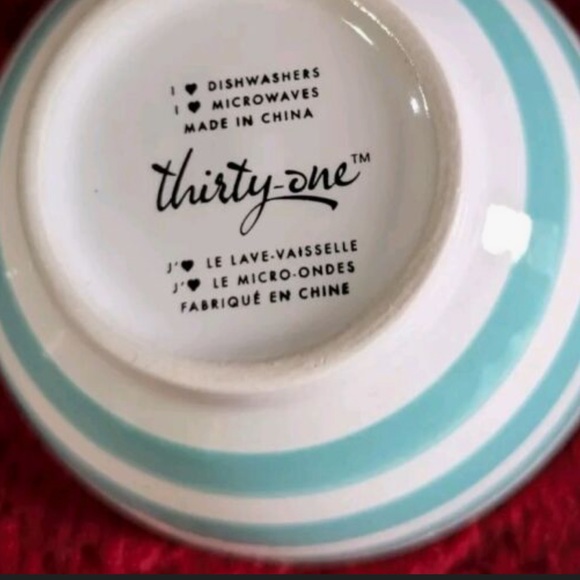 I ♥ DISHWASHERS
I ♥ MICROWAVES
MADE IN CHINA
thirty-one™
J'♥ LE LAVE-VAISSELLE
J'♥ LE MICRO-ONDES
FABRIQUÉ EN CHINE